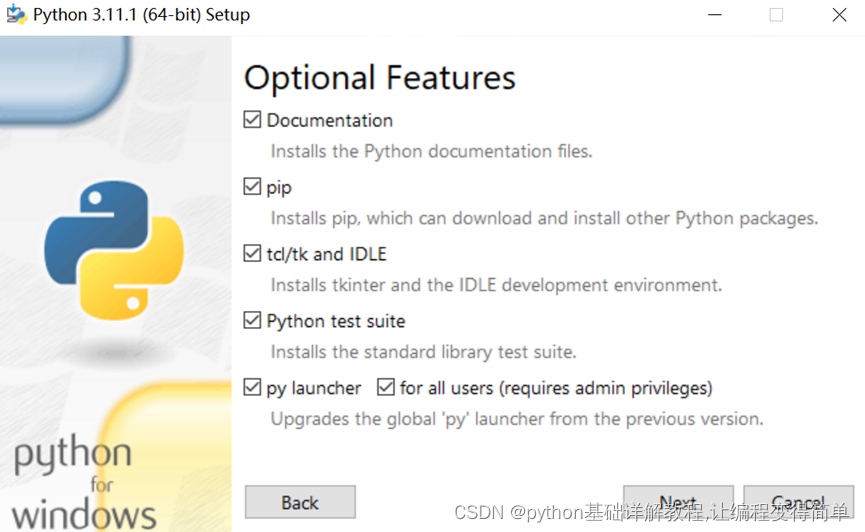 Python 3.11.1 (64-bit) Setup
Optional Features
Documentation
Installs the Python documentation files.
pip
Installs pip, which can download and install other Python packages.
tcl/tk and IDLE
Installs tkinter and the IDLE development environment.
Python test suite
Installs the standard library test suite.
py launcher for all users (requires admin privileges)
Upgrades the global 'py' launcher from the previous version.
python
for
windows
Back Next Cancel
CSDN @python基础详解教程,让编程变得简单